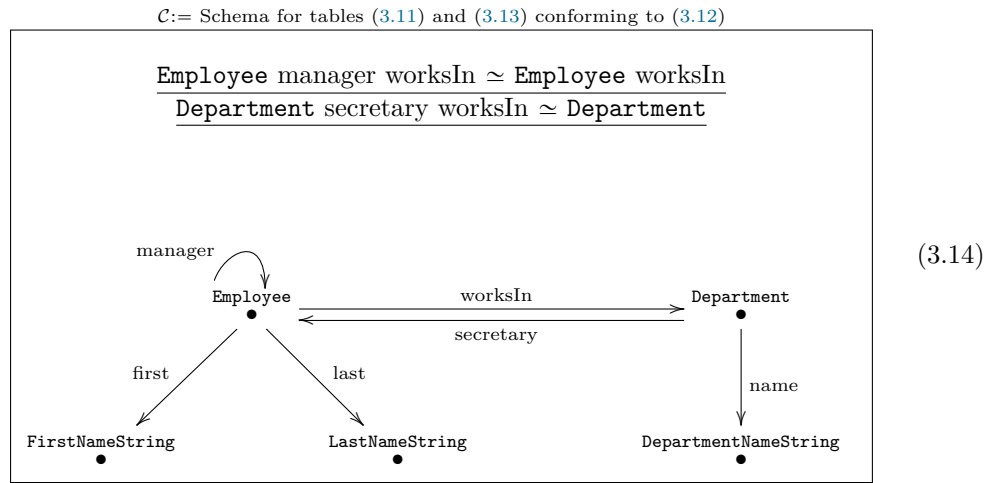 𝒞:= Schema for tables (3.11) and (3.13) conforming to (3.12)
Employee manager worksIn ≃ Employee worksIn
Department secretary worksIn ≃ Department
(3.14)
manager
Employee
worksIn
Department
secretary
first
last
name
FirstNameString
LastNameString
DepartmentNameString